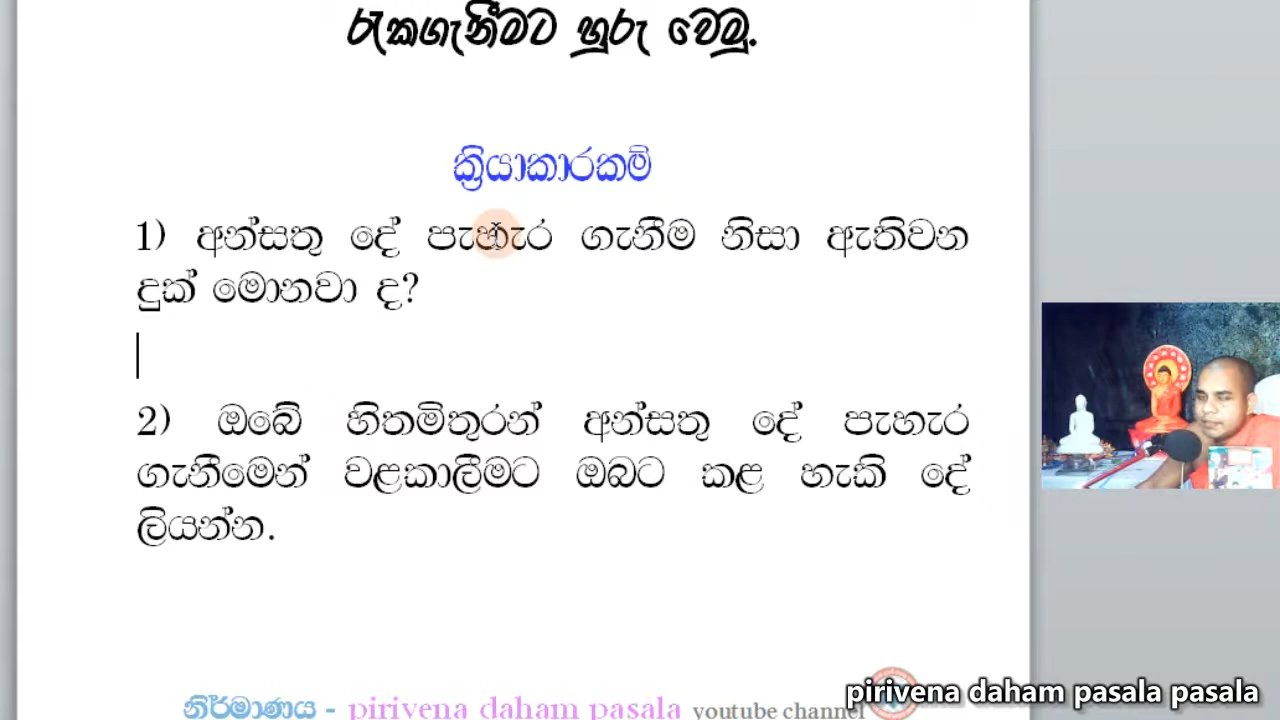 රැකගැනීමට හුරු වෙමු.
ක්‍රියාකාරකම්
1) අන්සතු දේ පැහැර ගැනීම නිසා ඇතිවන
දුක් මොනවා ද?
2) ඔබේ හිතමිතුරන් අන්සතු දේ පැහැර
ගැනීමෙන් වළකාලීමට ඔබට කළ හැකි දේ
ලියන්න.
නිර්මාණය - pirivena daham pasala youtube channel
pirivena daham pasala pasala